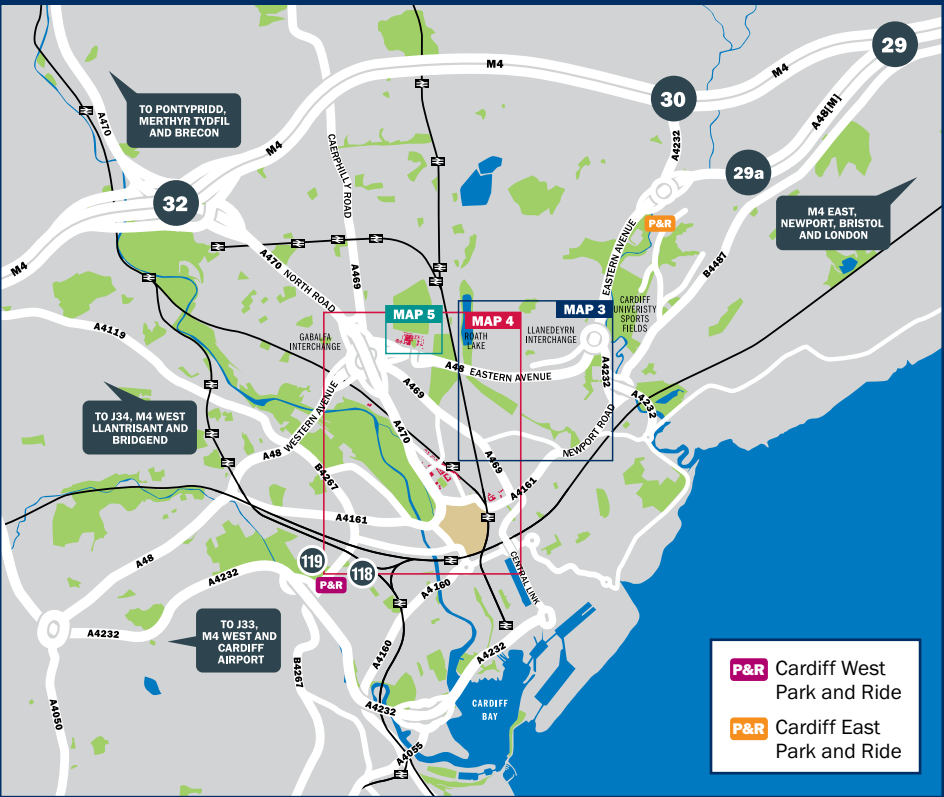 29
M4
M4
30
A48[M]
TO PONTYPRIDD,
MERTHYR TYDFIL
AND BRECON
A470
M4
CAERPHILLY ROAD
A4232
29a
32
M4 EAST,
NEWPORT, BRISTOL
AND LONDON
P&R
EASTERN AVENUE
M4
A470 NORTH ROAD
A469
B4487
MAP 5
MAP 4
MAP 3
CARDIFF
UNIVERISTY
SPORTS
FIELDS
A4119
GABALFA
INTERCHANGE
ROATH
LAKE
LLANEDEYRN
INTERCHANGE
A48 EASTERN AVENUE
A4232
A469
A4232
TO J34, M4 WEST
LLANTRISANT AND
BRIDGEND
A48 WESTERN AVENUE
A470
NEWPORT ROAD
B4267
A469
A4161
A4161
A48
119
118
P&R
CENTRAL LINK
A4232
A4160
A4232
TO J33,
M4 WEST AND
CARDIFF
AIRPORT
A4160
A4232
B4267
A4050
A4232
CARDIFF
BAY
A4055
P&R Cardiff West
Park and Ride
P&R Cardiff East
Park and Ride